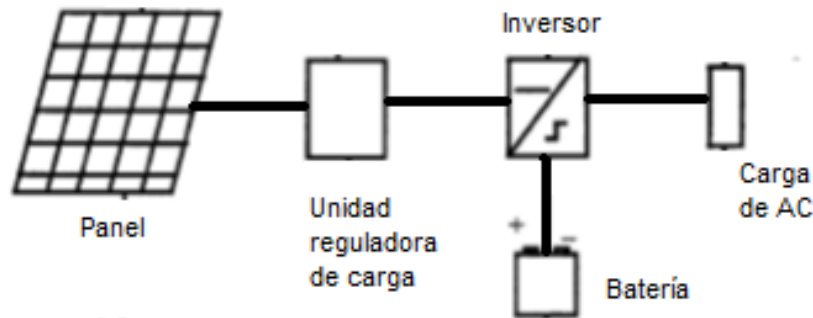 Inversor
Panel
Unidad
reguladora
de carga
Carga
de AC
+ -
Batería